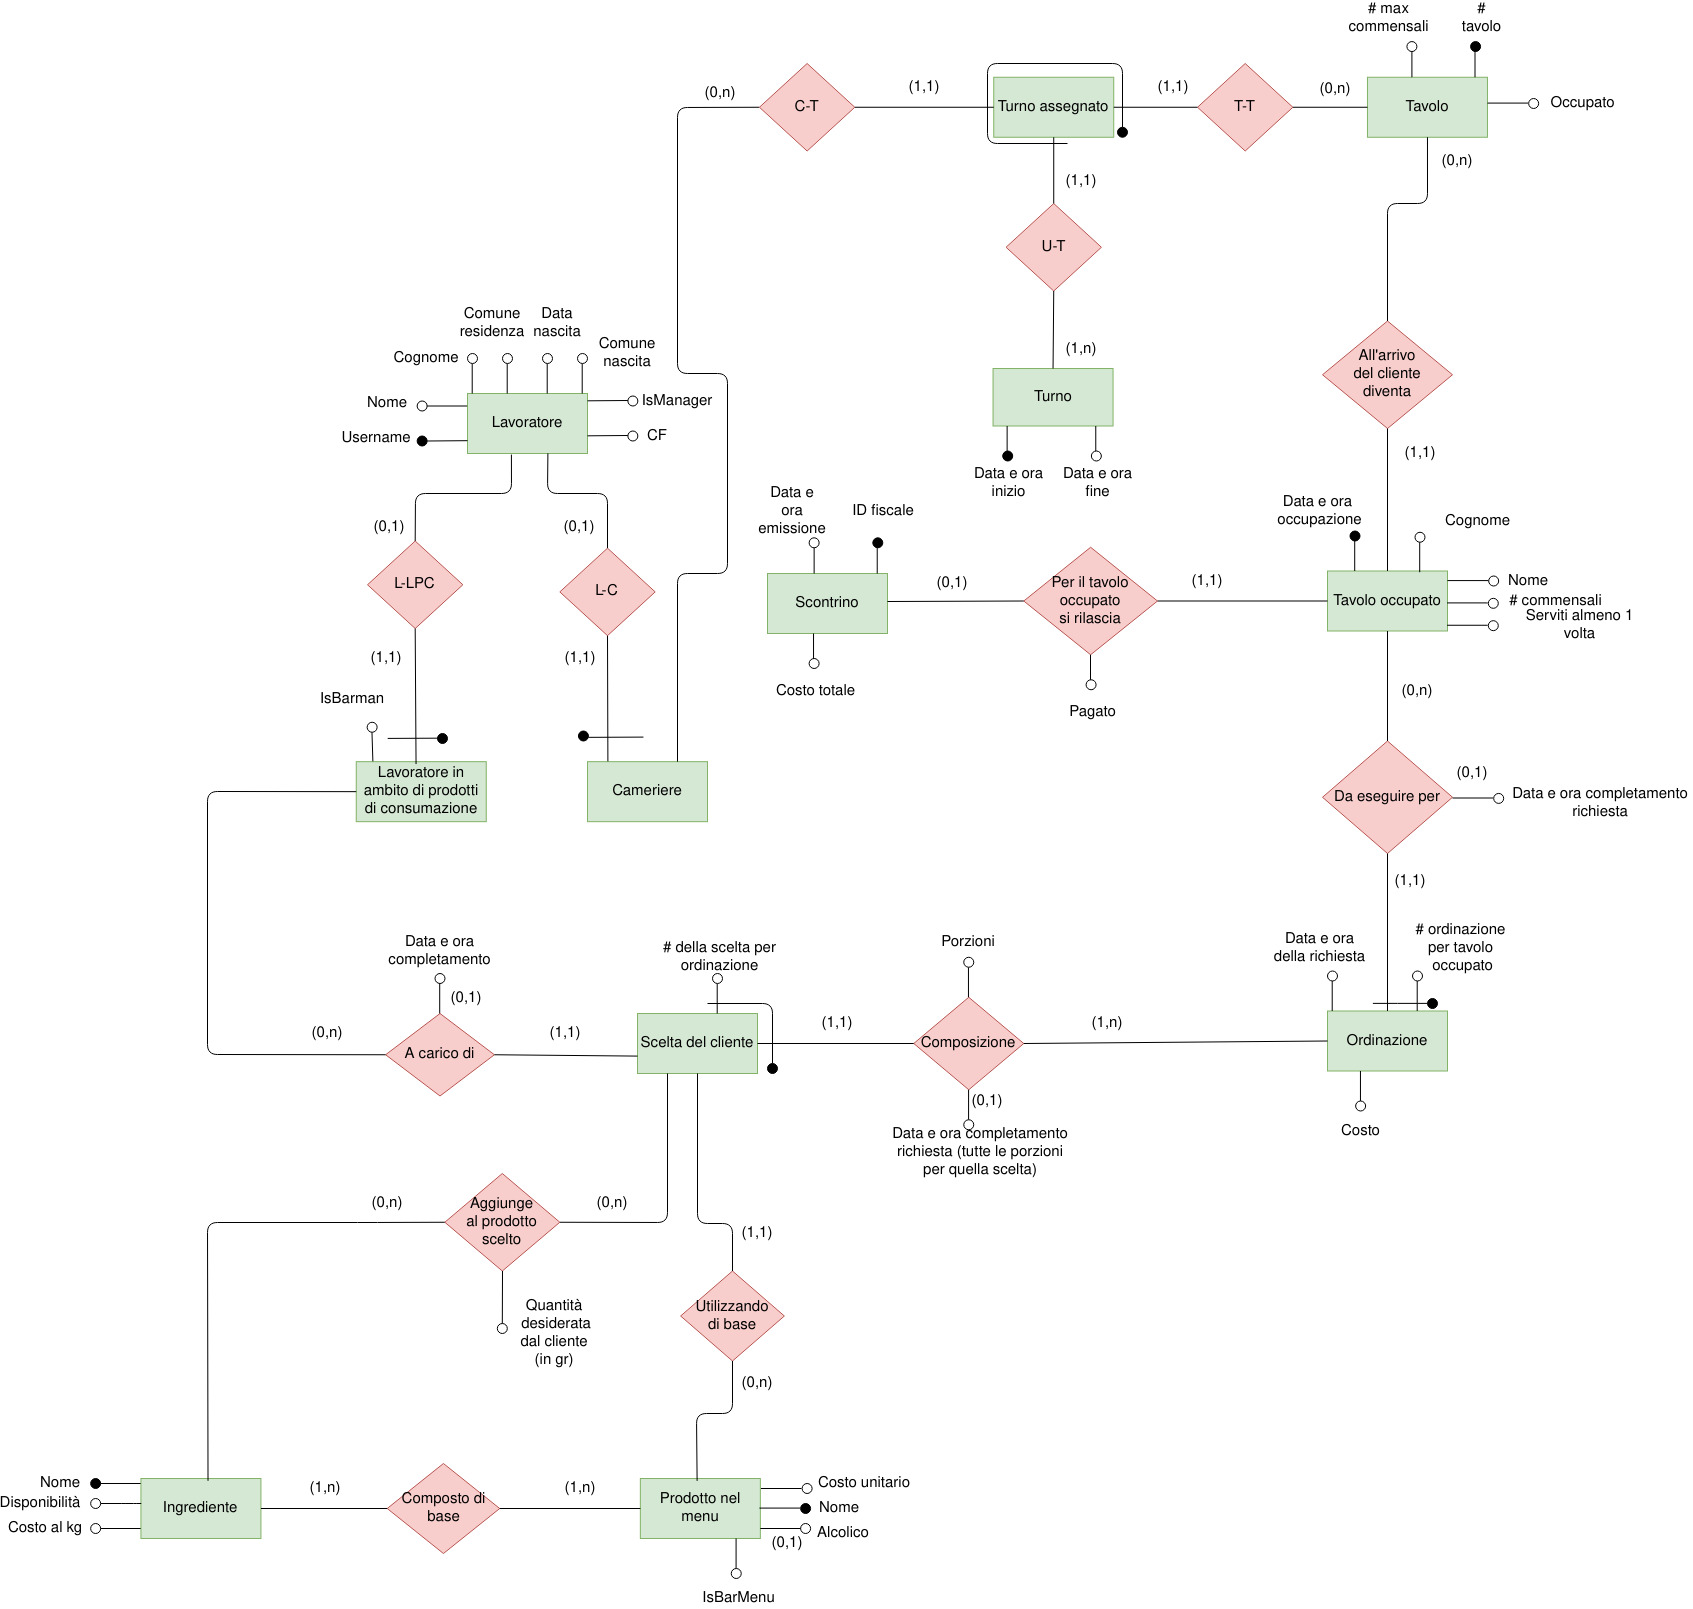 # max
commensali
#
tavolo
(0,n)
C-T
(1,1)
Turno assegnato
(1,1)
T-T
(0,n)
Tavolo
Occupato
(0,n)
(1,1)
U-T
(1,n)
Turno
Data e ora
inizio
Data e ora
fine
All'arrivo
del cliente
diventa
(1,1)
Comune
residenza
Data
nascita
Comune
nascita
Cognome
Nome
Username
Lavoratore
IsManager
CF
(0,1)
(0,1)
L-LPC
L-C
(1,1)
(1,1)
IsBarman
Lavoratore in
ambito di prodotti
di consumazione
Cameriere
Data e
ora
emissione
ID fiscale
Scontrino
Costo totale
(0,1)
Per il tavolo
occupato
si rilascia
Pagato
(1,1)
Data e ora
occupazione
Cognome
Tavolo occupato
Nome
# commensali
Serviti almeno 1
volta
(0,n)
Da eseguire per
(0,1)
Data e ora completamento
richiesta
(1,1)
Data e ora
della richiesta
# ordinazione
per tavolo
occupato
Ordinazione
Costo
Data e ora
completamento
(0,1)
(0,n)
A carico di
(1,1)
# della scelta per
ordinazione
Scelta del cliente
(1,1)
Porzioni
Composizione
(1,n)
(0,1)
Data e ora completamento
richiesta (tutte le porzioni
per quella scelta)
(0,n)
Aggiunge
al prodotto
scelto
(0,n)
Quantità
desiderata
dal cliente
(in gr)
(1,1)
Utilizzando
di base
(0,n)
Nome
Disponibilità
Costo al kg
Ingrediente
(1,n)
Composto di
base
(1,n)
Prodotto nel
menu
Costo unitario
Nome
Alcolico
(0,1)
IsBarMenu